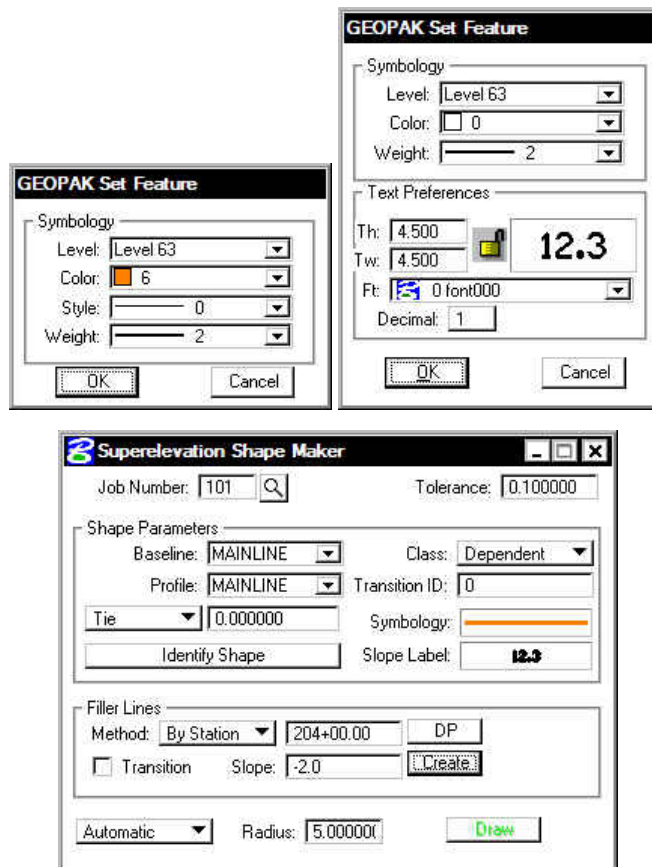 GEOPAK Set Feature
Symbology
Level: Level 63
Color: 6
Style: 0
Weight: 2
OK Cancel
GEOPAK Set Feature
Symbology
Level: Level 63
Color: 0
Weight: 2
Text Preferences
Th: 4.500
Tw: 4.500
12.3
Ft: 0 font000
Decimal: 1
OK Cancel
Superelevation Shape Maker
Job Number: 101 Tolerance: 0.100000
Shape Parameters
Baseline: MAINLINE Class: Dependent
Profile: MAINLINE Transition ID: 0
Tie 0.000000 Symbology:
Identify Shape Slope Label: 12.3
Filler Lines
Method: By Station 204+00.00 DP
Transition Slope: -2.0 Create
Automatic Radius: 5.00000( Draw